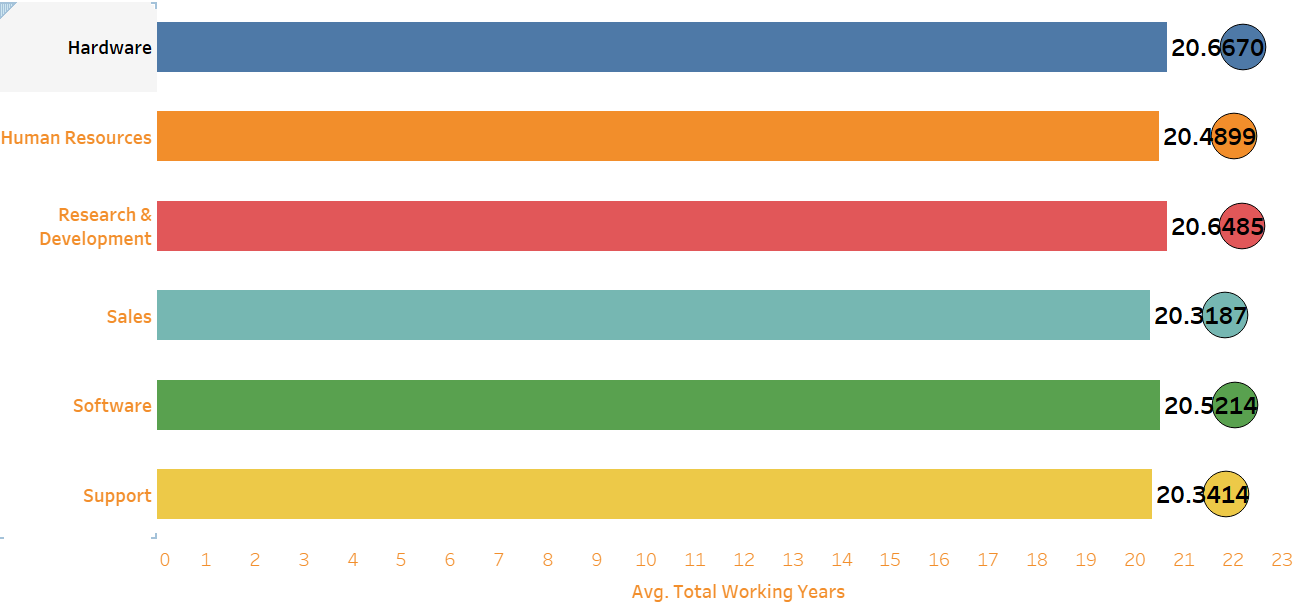 Hardware 20.6670
Human Resources 20.4899
Research &
Development 20.6485
Sales 20.3187
Software 20.5214
Support 20.3414
0 1 2 3 4 5 6 7 8 9 10 11 12 13 14 15 16 17 18 19 20 21 22 23
Avg. Total Working Years